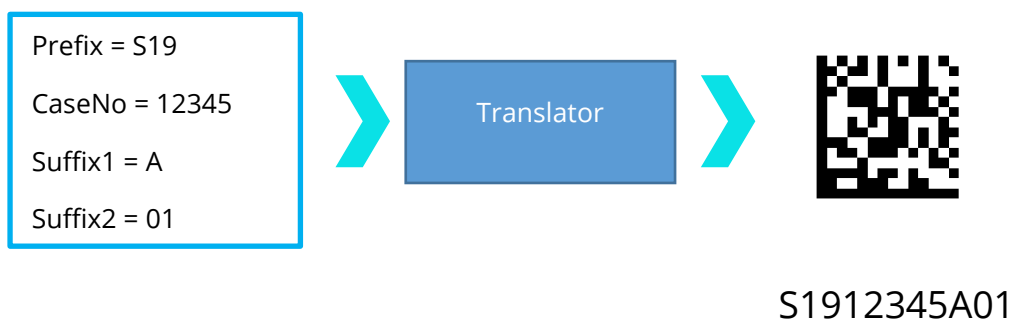 Prefix = S19
CaseNo = 12345
Suffix1 = A
Suffix2 = 01
Translator
S1912345A01